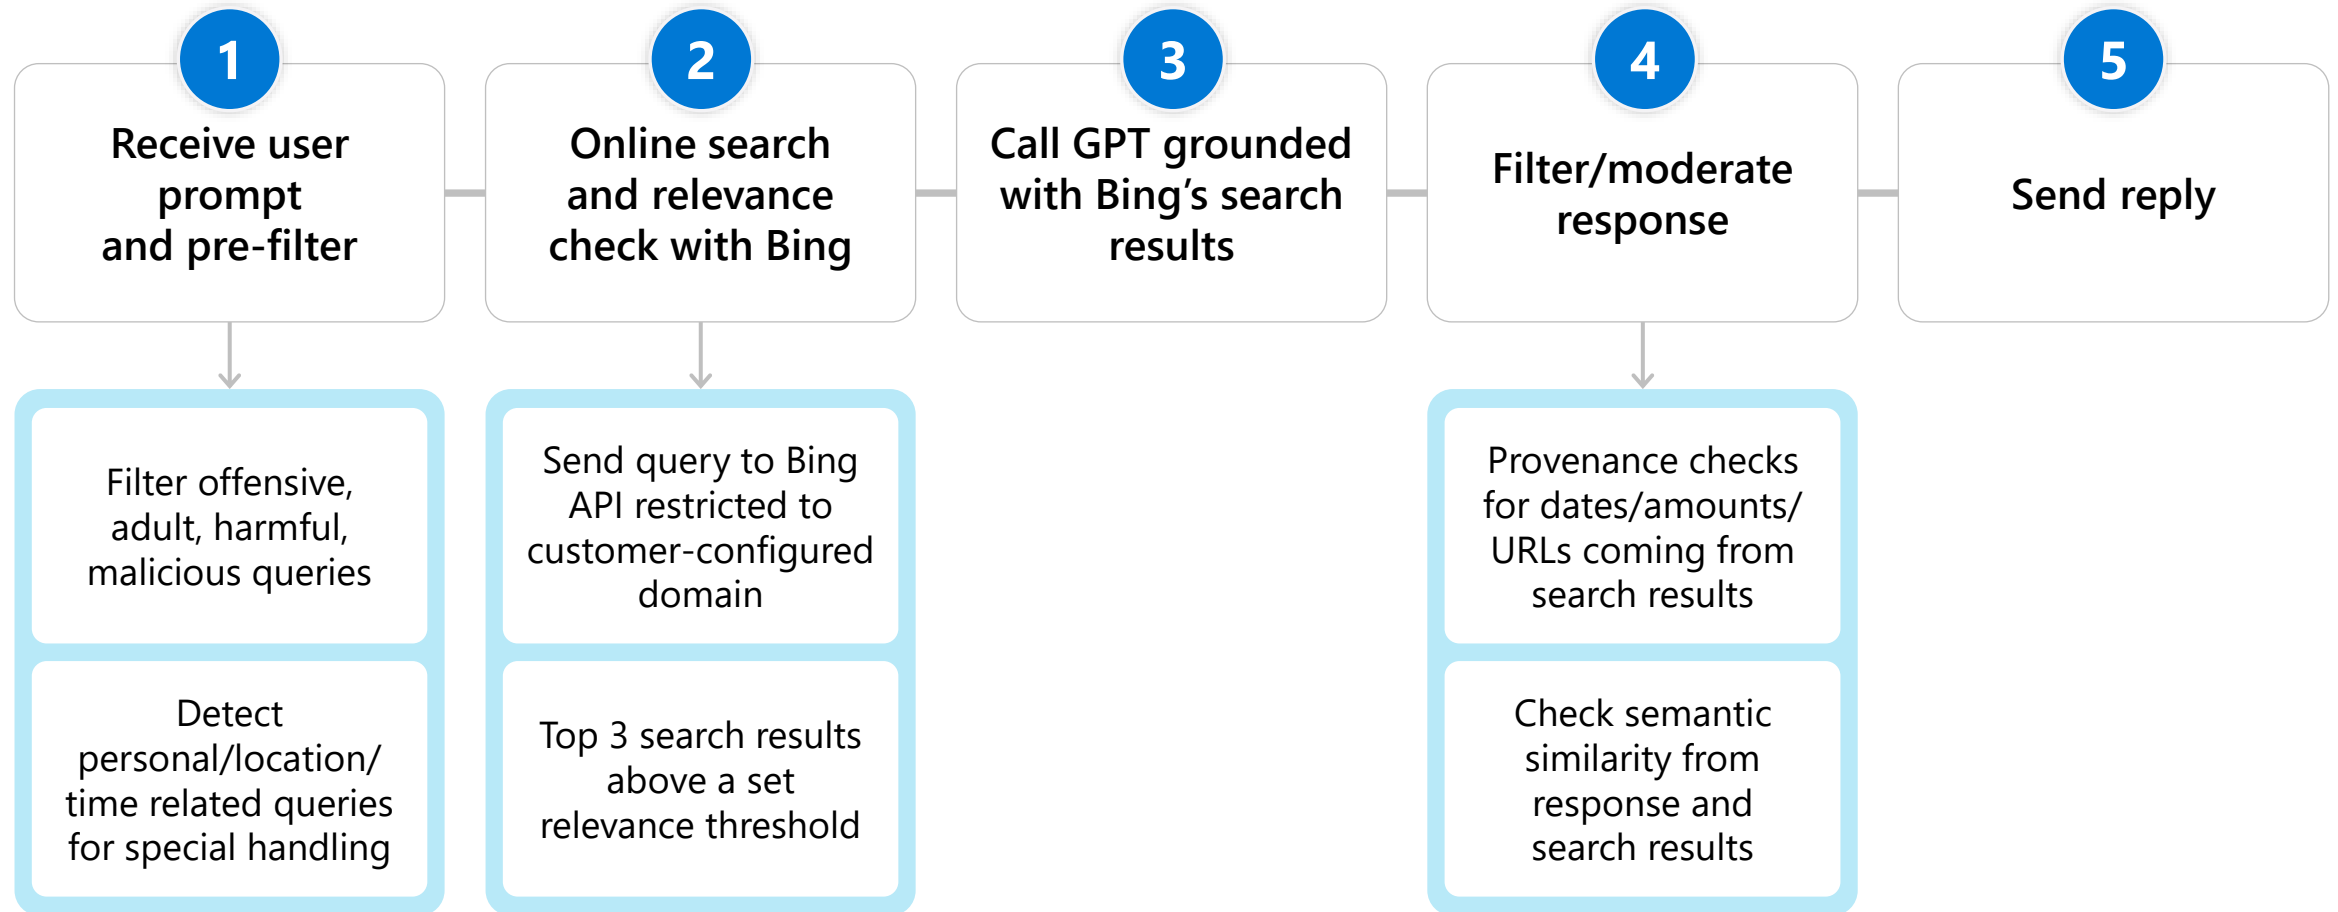 1
Receive user
prompt
and pre-filter
2
Online search
and relevance
check with Bing
3
Call GPT grounded
with Bing’s search
results
4
Filter/moderate
response
5
Send reply
Filter offensive,
adult, harmful,
malicious queries
Detect
personal/location/
time related queries
for special handling
Send query to Bing
API restricted to
customer-configured
domain
Top 3 search results
above a set
relevance threshold
Provenance checks
for dates/amounts/
URLs coming from
search results
Check semantic
similarity from
response and
search results